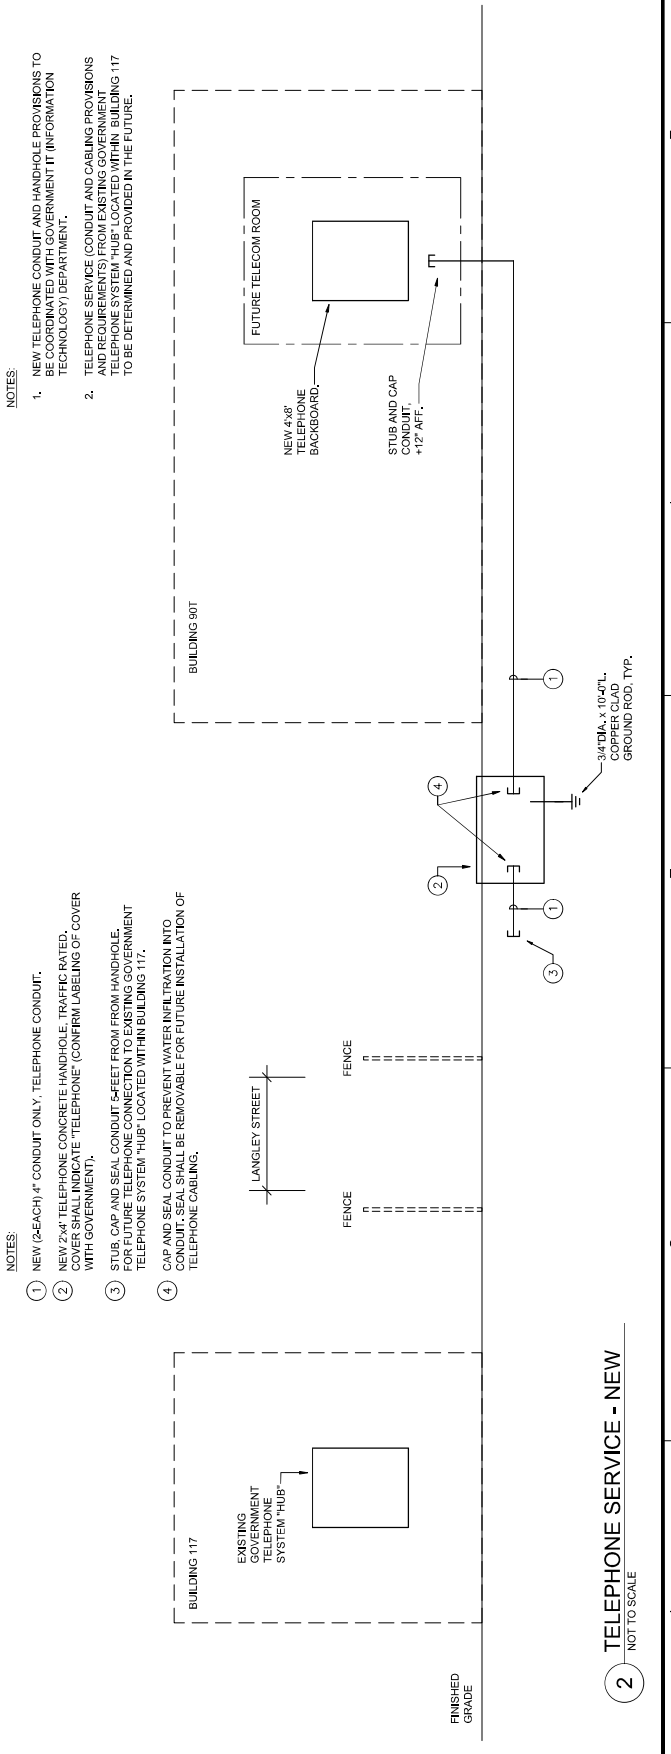 NOTES:
1 NEW (2-EACH) 4" CONDUIT ONLY, TELEPHONE CONDUIT.
2 NEW 2'x4' TELEPHONE CONCRETE HANDHOLE, TRAFFIC RATED.
COVER SHALL INDICATE "TELEPHONE" (CONFIRM LABELING OF COVER
WITH GOVERNMENT).
3 STUB, CAP AND SEAL CONDUIT 5-FEET FROM FROM HANDHOLE.
FOR FUTURE TELEPHONE CONNECTION TO EXISTING GOVERNMENT
TELEPHONE SYSTEM "HUB" LOCATED WITHIN BUILDING 117.
4 CAP AND SEAL CONDUIT TO PREVENT WATER INFILTRATION INTO
CONDUIT. SEAL SHALL BE REMOVABLE FOR FUTURE INSTALLATION OF
TELEPHONE CABLING.
NOTES:
1. NEW TELEPHONE CONDUIT AND HANDHOLE PROVISIONS TO
BE COORDINATED WITH GOVERNMENT IT (INFORMATION
TECHNOLOGY) DEPARTMENT.
2. TELEPHONE SERVICE (CONDUIT AND CABLING PROVISIONS
AND REQUIREMENTS) FROM EXISTING GOVERNMENT
TELEPHONE SYSTEM "HUB" LOCATED WITHIN BUILDING 117
TO BE DETERMINED AND PROVIDED IN THE FUTURE.
BUILDING 117
EXISTING
GOVERNMENT
TELEPHONE
SYSTEM "HUB"
LANGLEY STREET
FENCE
FENCE
BUILDING 90T
FUTURE TELECOM ROOM
NEW 4'x8'
TELEPHONE
BACKBOARD.
STUB AND CAP
CONDUIT,
+12" AFF.
FINISHED
GRADE
2
4
3
1
1
3/4"DIA. x 10'-0"L.
COPPER CLAD
GROUND ROD, TYP.
2 TELEPHONE SERVICE - NEW
NOT TO SCALE